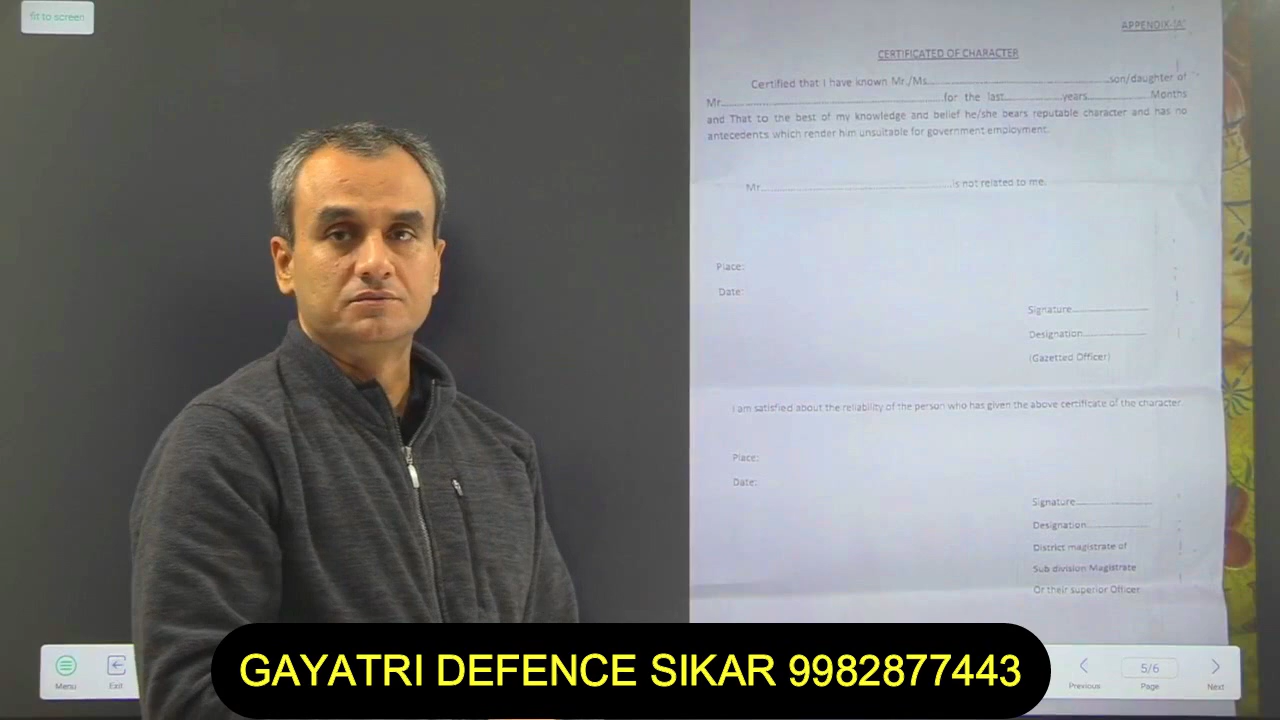 fit to screen
APPENDIX-'A'
CERTIFICATED OF CHARACTER
Certified that I have known Mr./Ms.......................................................son/daughter of
Mr.....................................................................for the last..................years...................Months
and That to the best of my knowledge and belief he/she bears reputable character and has no
antecedents which render him unsuitable for government employment.
Mr..........................................................is not related to me.
Place:
Date:
Signature.......................
Designation....................
(Gazetted Officer)
I am satisfied about the reliability of the person who has given the above certificate of the character.
Place:
Date:
Signature.......................
Designation....................
District magistrate of
Sub division Magistrate
Or their superior Officer
GAYATRI DEFENCE SIKAR 9982877443
Menu
Exit
Previous
5/6
Page
Next